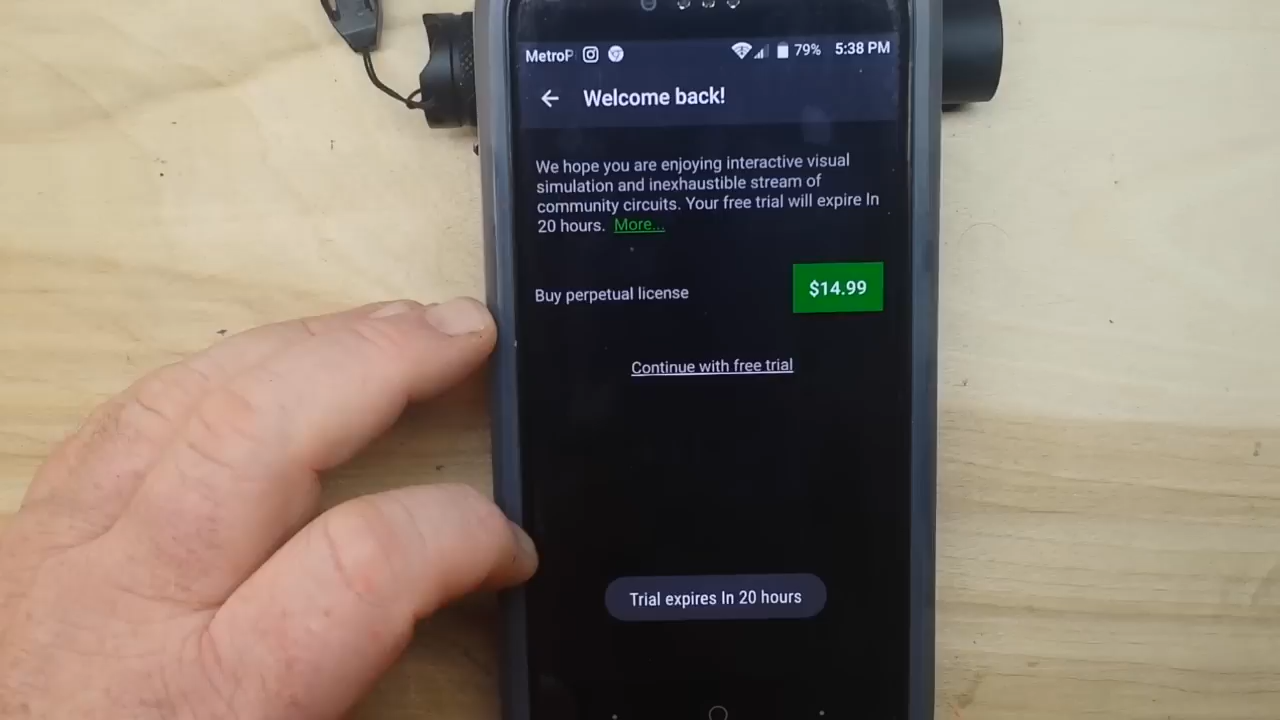 MetroP 79% 5:38 PM
Welcome back!
We hope you are enjoying interactive visual
simulation and inexhaustible stream of
community circuits. Your free trial will expire In
20 hours. More...
Buy perpetual license $14.99
Continue with free trial
Trial expires In 20 hours